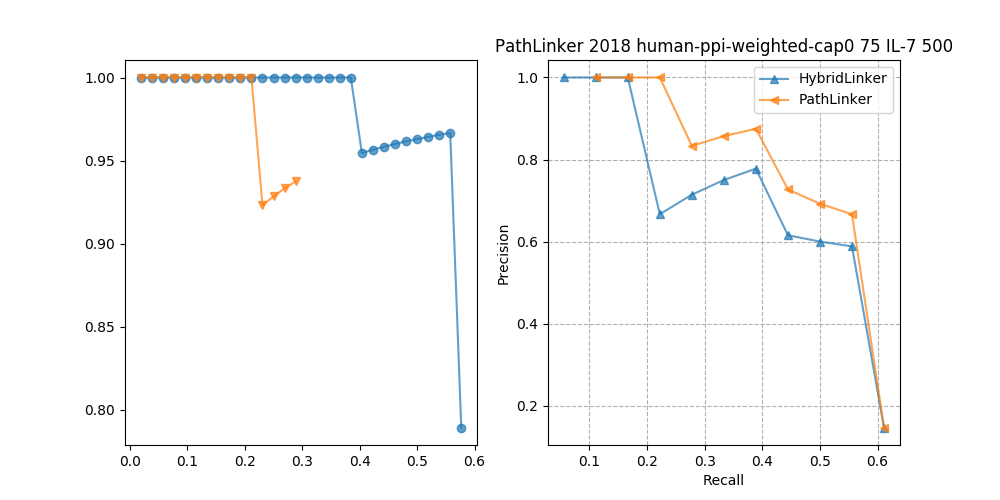 PathLinker 2018 human-ppi-weighted-cap0 75 IL-7 500
1.00
0.95
0.90
0.85
0.80
0.0 0.1 0.2 0.3 0.4 0.5 0.6
HybridLinker
PathLinker
Precision
1.0
0.8
0.6
0.4
0.2
0.1 0.2 0.3 0.4 0.5 0.6
Recall